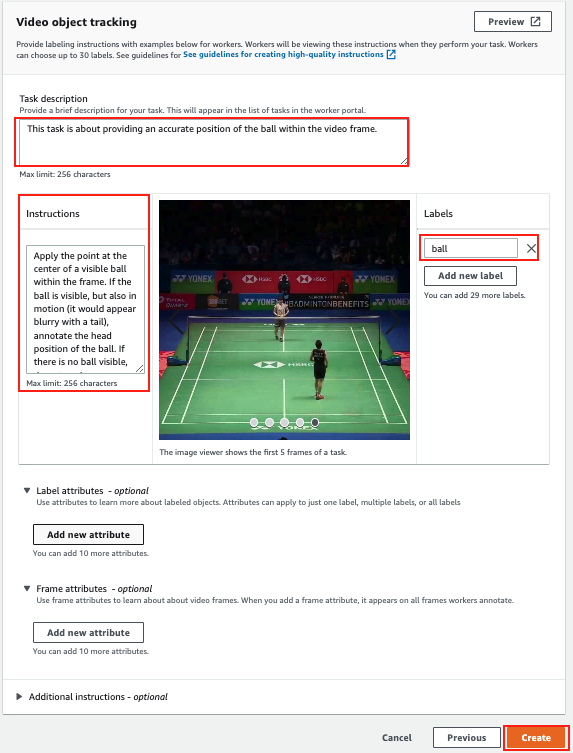 Video object tracking
Preview
Provide labeling instructions with examples below for workers. Workers will be viewing these instructions when they perform your task. Workers
can choose up to 30 labels. See guidelines for See guidelines for creating high-quality instructions
Task description
Provide a brief description for your task. This will appear in the list of tasks in the worker portal.
This task is about providing an accurate position of the ball within the video frame.
Max limit: 256 characters
Instructions
Apply the point at the
center of a visible ball
within the frame. If the
ball is visible, but also in
motion (it would appear
blurry with a tail),
annotate the head
position of the ball. If
there is no ball visible,
Max limit: 256 characters
YONEX
HSBC
HSBC
YONEX
TOTAL
YONEX
YONEX
BADMINTONBENEFITS
HSBC
YONEX
The image viewer shows the first 5 frames of a task.
Labels
ball
Add new label
You can add 29 more labels.
Label attributes - optional
Use attributes to learn more about labeled objects. Attributes can apply to just one label, multiple labels, or all labels
Add new attribute
You can add 10 more attributes.
Frame attributes - optional
Use frame attributes to learn about about video frames. When you add a frame attribute, it appears on all frames workers annotate.
Add new attribute
You can add 10 more attributes.
Additional instructions - optional
Cancel
Previous
Create